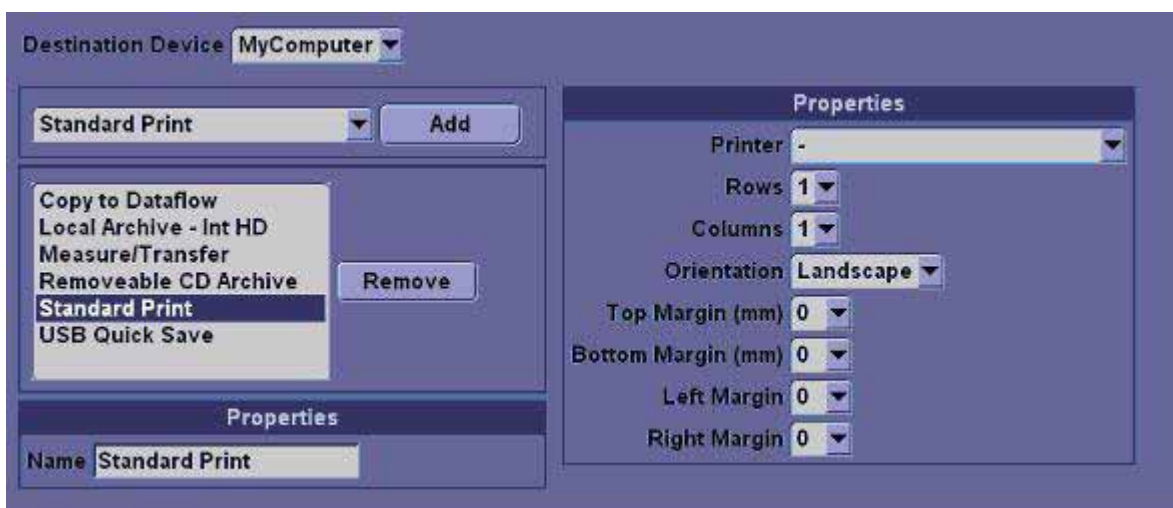 Destination Device MyComputer
Standard Print Add
Copy to Dataflow
Local Archive - Int HD
Measure/Transfer
Removeable CD Archive
Standard Print
USB Quick Save
Remove
Properties
Name Standard Print
Properties
Printer -
Rows 1
Columns 1
Orientation Landscape
Top Margin (mm) 0
Bottom Margin (mm) 0
Left Margin 0
Right Margin 0